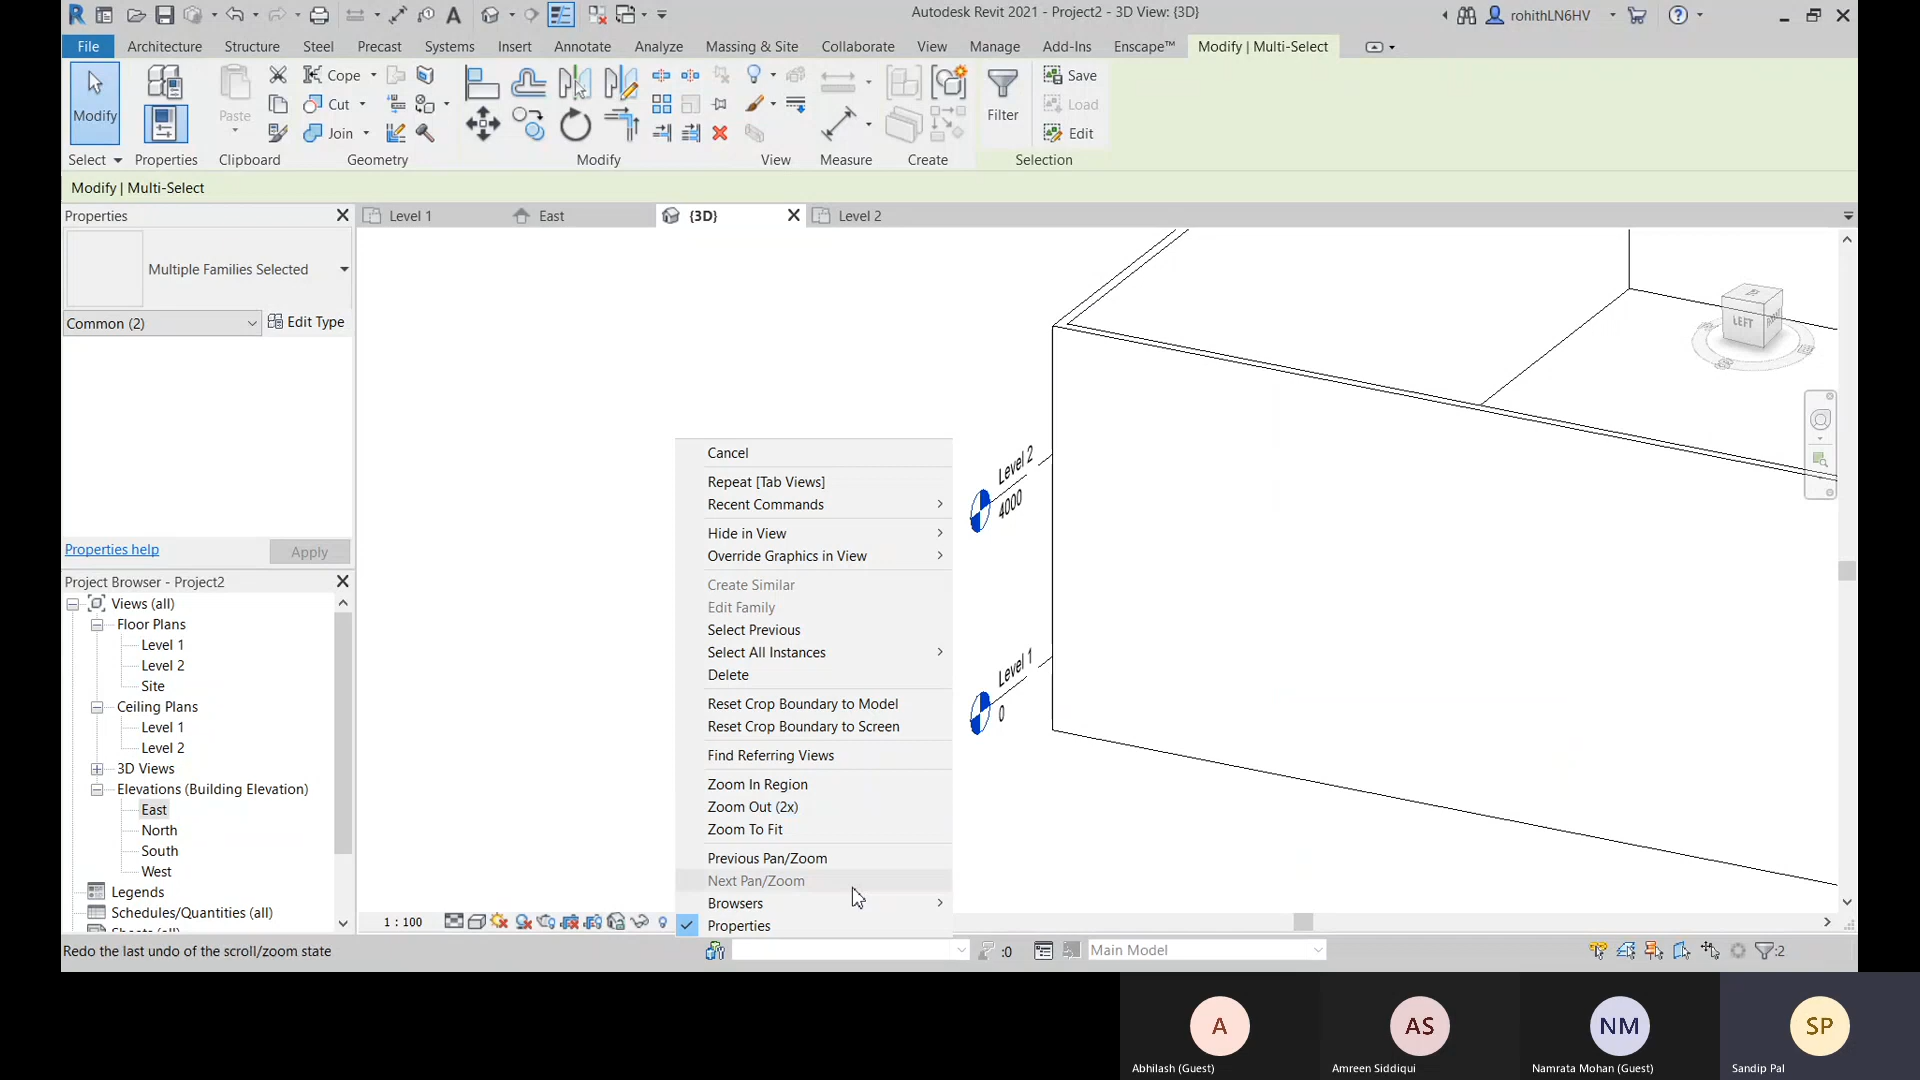 Autodesk Revit 2021 - Project2 - 3D View: {3D}
rohithLN6HV
File Architecture Structure Steel Precast Systems Insert Annotate Analyze Massing & Site Collaborate View Manage Add-Ins Enscape™ Modify | Multi-Select
Modify
Paste
Cope
Cut
Join
Filter
Save
Load
Edit
Select Properties Clipboard Geometry Modify View Measure Create Selection
Modify | Multi-Select
Properties
Level 1 East {3D} Level 2
Multiple Families Selected
Common (2) Edit Type
Properties help Apply
Project Browser - Project2
Views (all)
Floor Plans
Level 1
Level 2
Site
Ceiling Plans
Level 1
Level 2
3D Views
Elevations (Building Elevation)
East
North
South
West
Legends
Schedules/Quantities (all)
Cancel
Repeat [Tab Views]
Recent Commands
Hide in View
Override Graphics in View
Create Similar
Edit Family
Select Previous
Select All Instances
Delete
Reset Crop Boundary to Model
Reset Crop Boundary to Screen
Find Referring Views
Zoom In Region
Zoom Out (2x)
Zoom To Fit
Previous Pan/Zoom
Next Pan/Zoom
Browsers
Properties
Level 2
4000
Level 1
0
LEFT
1 : 100
Redo the last undo of the scroll/zoom state
:0
Main Model
:2
A
AS
NM
SP
Abhilash (Guest)
Amreen Siddiqui
Namrata Mohan (Guest)
Sandip Pal